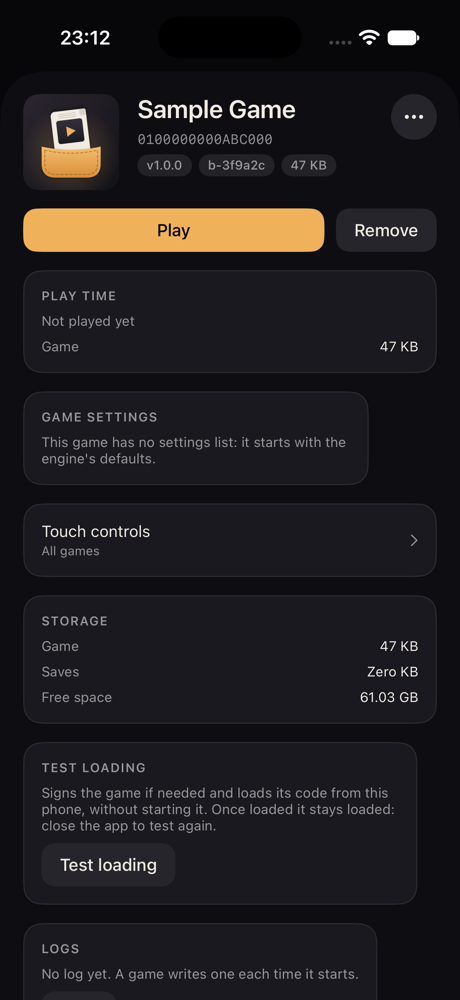 23:12
Sample Game
0100000000ABC000
v1.0.0
b-3f9a2c
47 KB
Play
Remove
PLAY TIME
Not played yet
Game 47 KB
GAME SETTINGS
This game has no settings list: it starts with the
engine's defaults.
Touch controls
All games
STORAGE
Game 47 KB
Saves Zero KB
Free space 61.03 GB
TEST LOADING
Signs the game if needed and loads its code from this
phone, without starting it. Once loaded it stays loaded:
close the app to test again.
Test loading
LOGS
No log yet. A game writes one each time it starts.